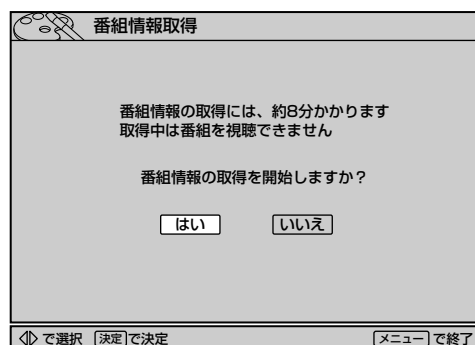 番組情報取得
番組情報の取得には、約8分かかります
取得中は番組を視聴できません
番組情報の取得を開始しますか？
はい いいえ
で選択 決定で決定 メニューで終了